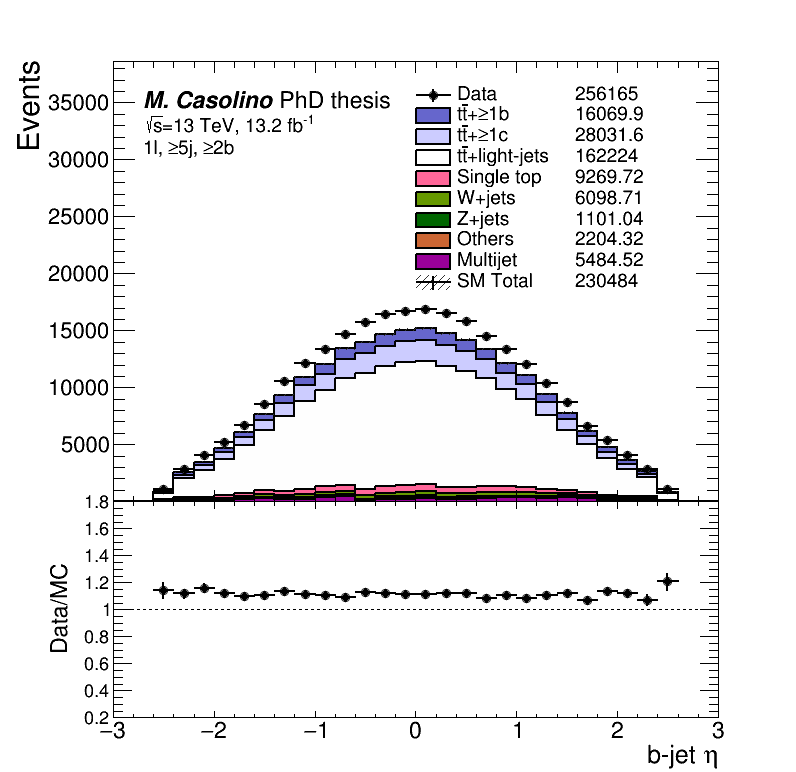 Events
35000
30000
25000
20000
15000
10000
5000
M. Casolino PhD thesis
√s=13 TeV, 13.2 fb⁻¹
1l, ≥5j, ≥2b
Data 256165
tt̄+≥1b 16069.9
tt̄+≥1c 28031.6
tt̄+light-jets 162224
Single top 9269.72
W+jets 6098.71
Z+jets 1101.04
Others 2204.32
Multijet 5484.52
SM Total 230484
Data/MC
1.8
1.6
1.4
1.2
1
0.8
0.6
0.4
0.2
−3 −2 −1 0 1 2 3
b-jet η